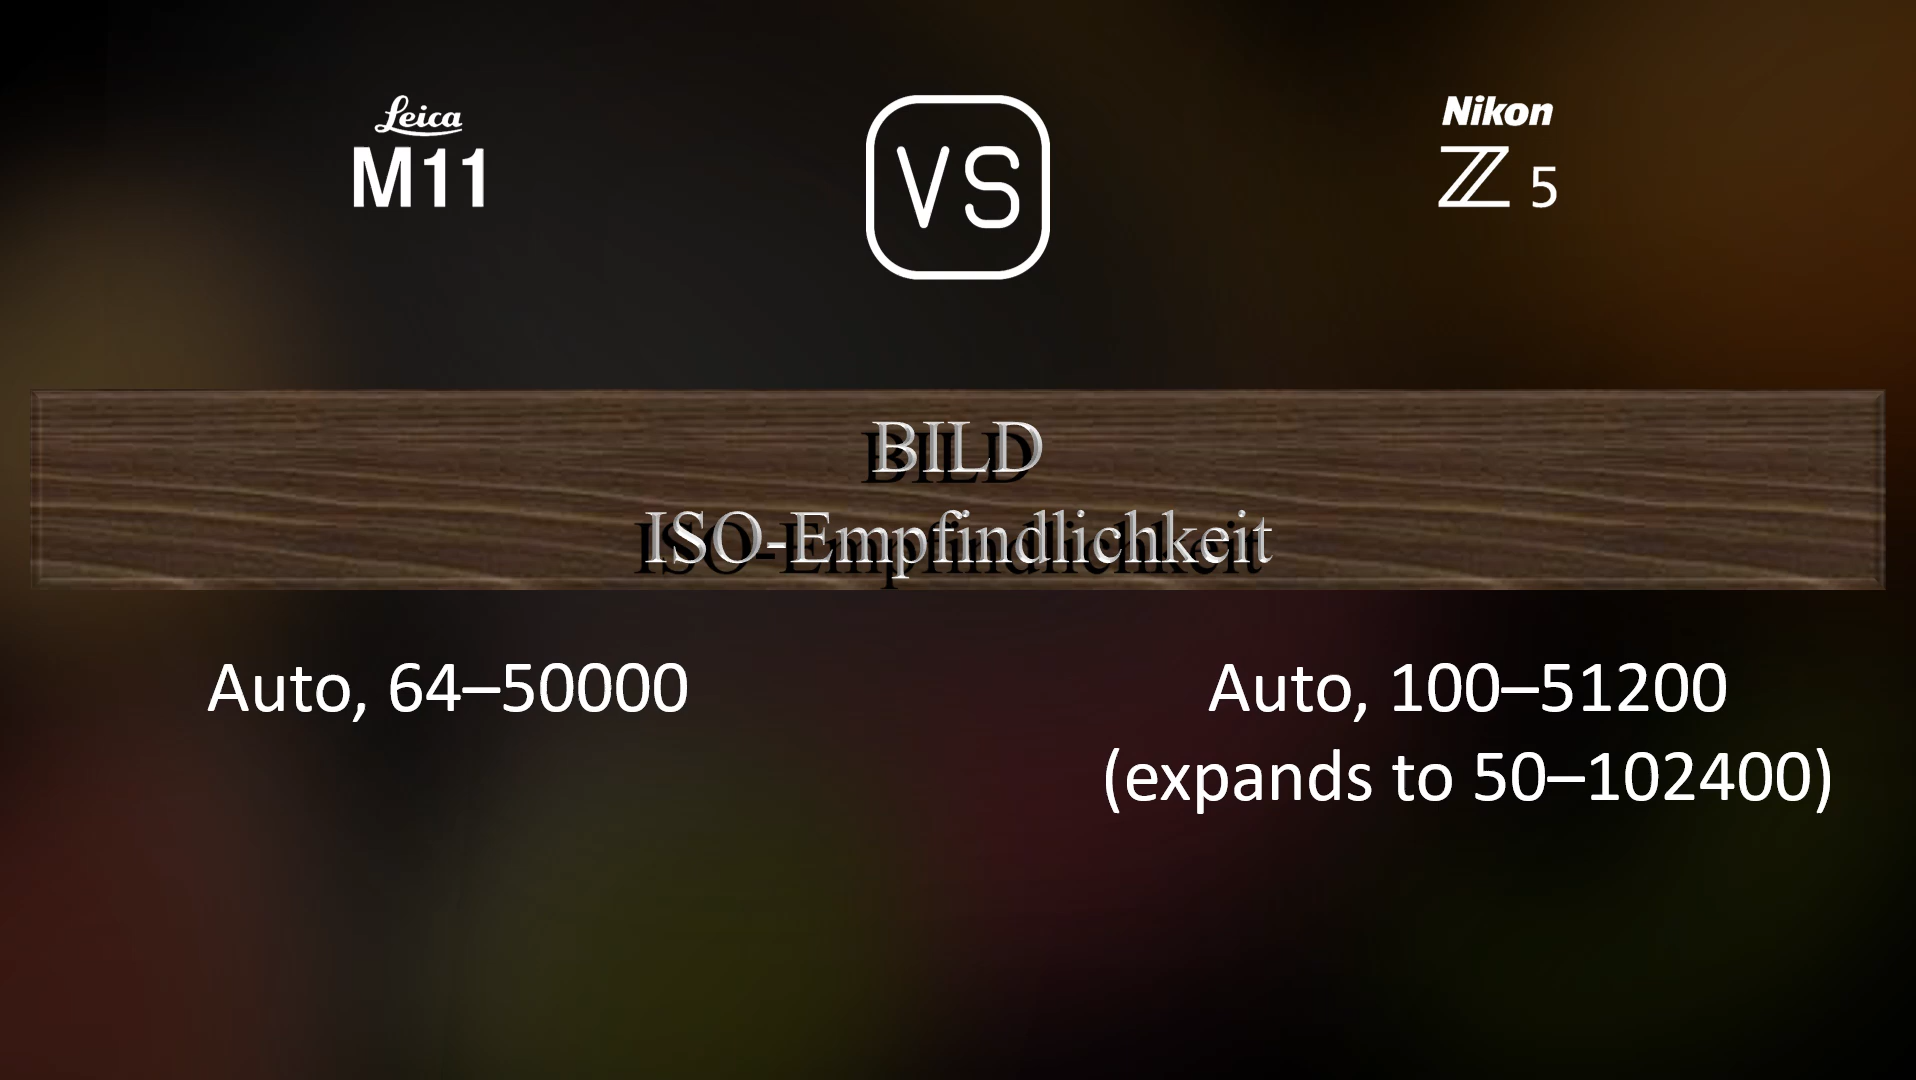 Leica
M11
VS
Nikon
Z 5
BILD
ISO-Empfindlichkeit
Auto, 64–50000
Auto, 100–51200
(expands to 50–102400)